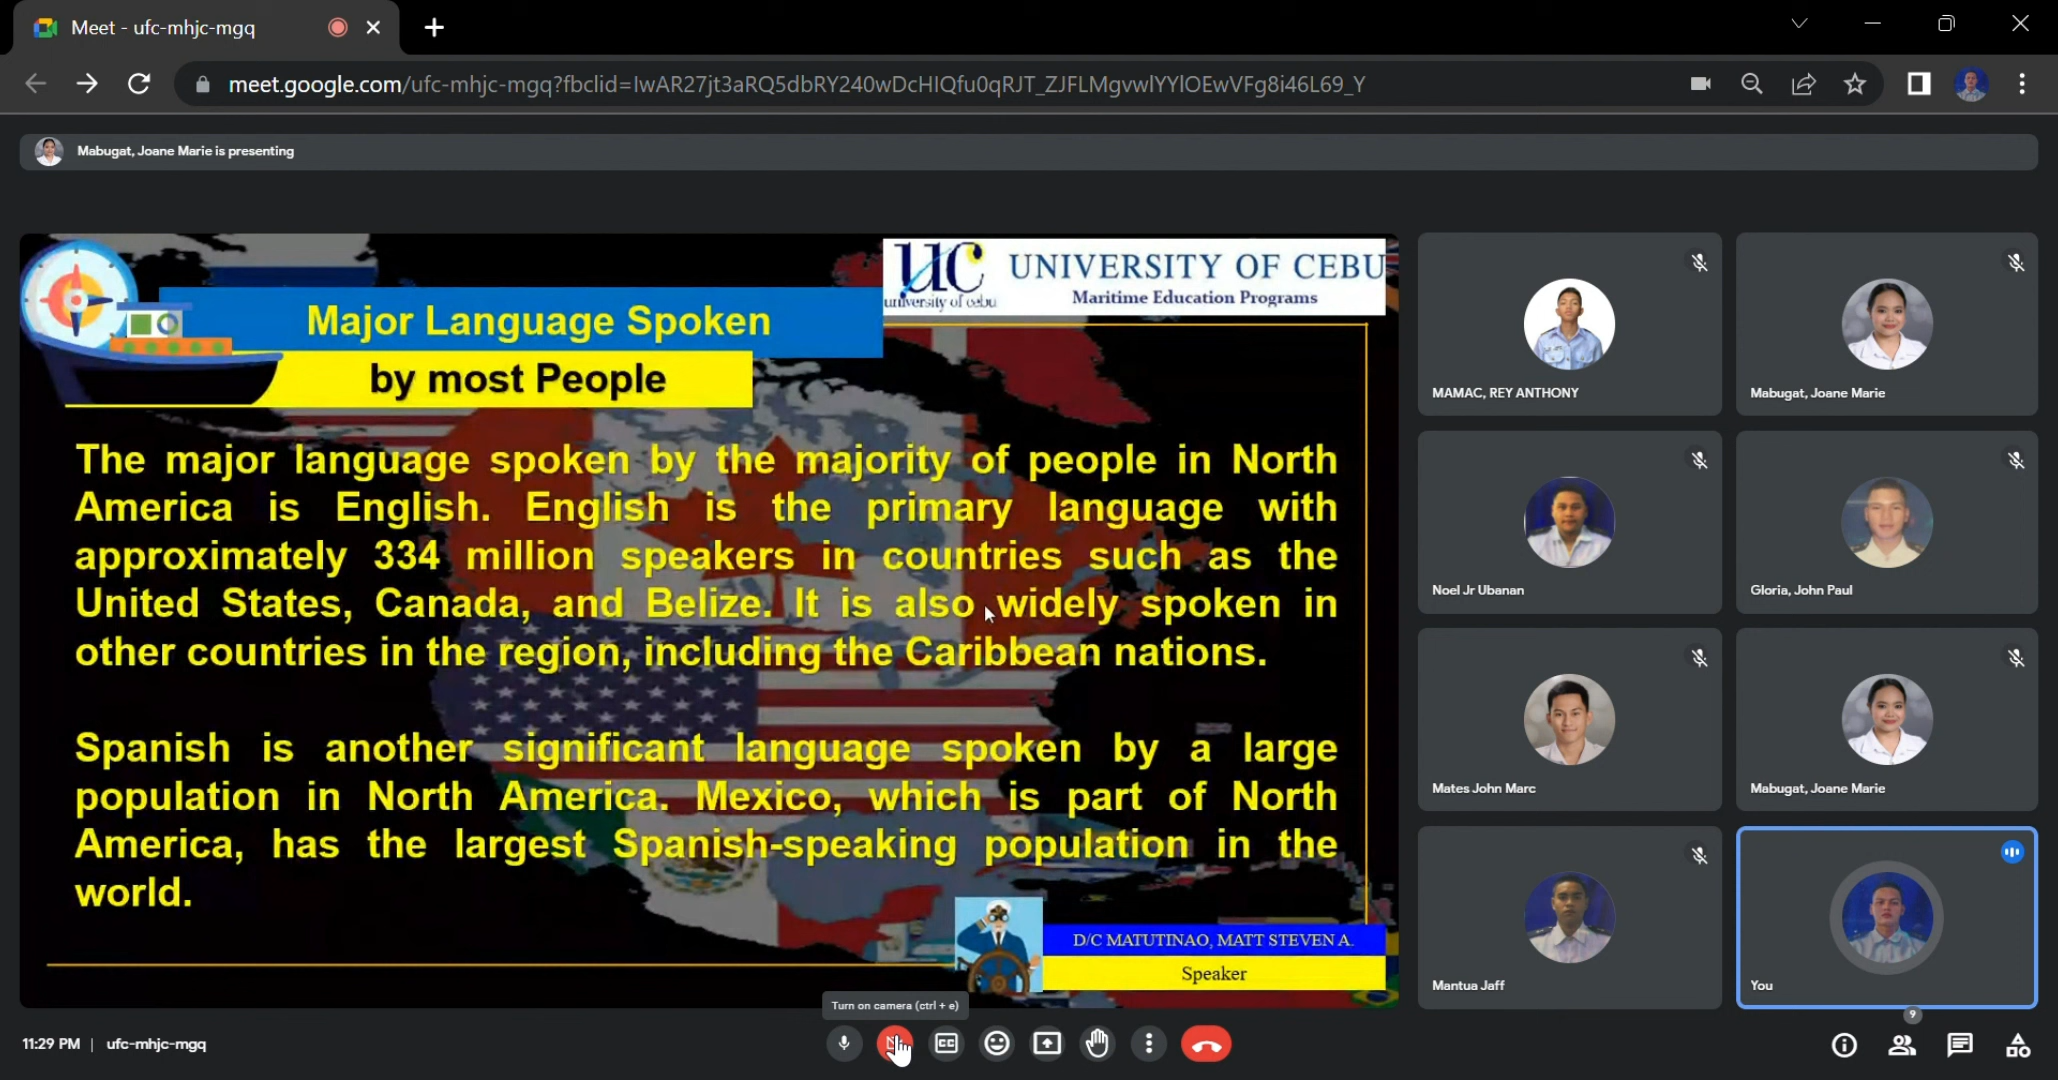 Meet - ufc-mhjc-mgq
meet.google.com/ufc-mhjc-mgq?fbclid=IwAR27jt3aRQ5dbRY240wDcHIQfu0qRJT_ZJFLMgvwlYYlOEwVFg8i46L69_Y
Mabugat, Joane Marie is presenting
UC
university of cebu
UNIVERSITY OF CEBU
Maritime Education Programs
Major Language Spoken
by most People
The major language spoken by the majority of people in North
America is English. English is the primary language with
approximately 334 million speakers in countries such as the
United States, Canada, and Belize. It is also widely spoken in
other countries in the region, including the Caribbean nations.
Spanish is another significant language spoken by a large
population in North America. Mexico, which is part of North
America, has the largest Spanish-speaking population in the
world.
D/C MATUTINAO, MATT STEVEN A.
Speaker
MAMAC, REY ANTHONY
Mabugat, Joane Marie
Noel Jr Ubanan
Gloria, John Paul
Mates John Marc
Mabugat, Joane Marie
Mantua Jaff
You
Turn on camera (ctrl + e)
11:29 PM | ufc-mhjc-mgq
CC
9